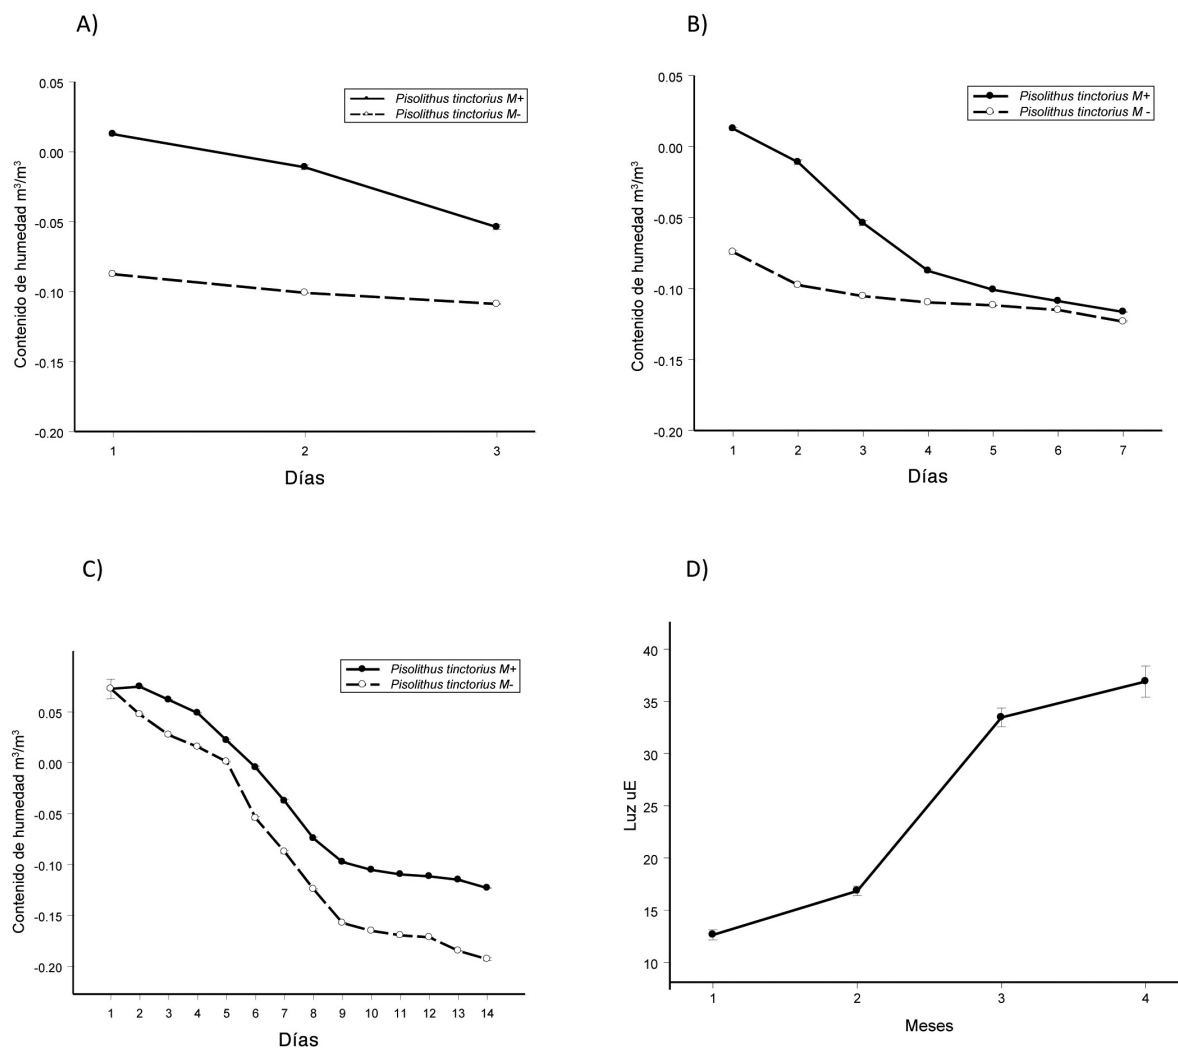 A)
Contenido de humedad m³/m³
0.05
0.00
-0.05
-0.10
-0.15
-0.20
Pisolithus tinctorius M+
Pisolithus tinctorius M-
1 2 3
Días
B)
Contenido de humedad m³/m³
0.05
0.00
-0.05
-0.10
-0.15
-0.20
Pisolithus tinctorius M+
Pisolithus tinctorius M -
1 2 3 4 5 6 7
Días
C)
Contenido de humedad m³/m³
0.05
0.00
-0.05
-0.10
-0.15
-0.20
Pisolithus tinctorius M+
Pisolithus tinctorius M-
1 2 3 4 5 6 7 8 9 10 11 12 13 14
Días
D)
Luz uE
40
35
30
25
20
15
10
1 2 3 4
Meses